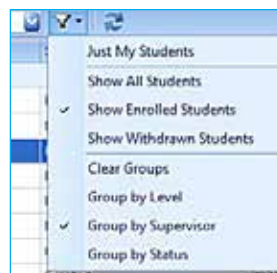 Just My Students
Show All Students
Show Enrolled Students
Show Withdrawn Students
Clear Groups
Group by Level
Group by Supervisor
Group by Status